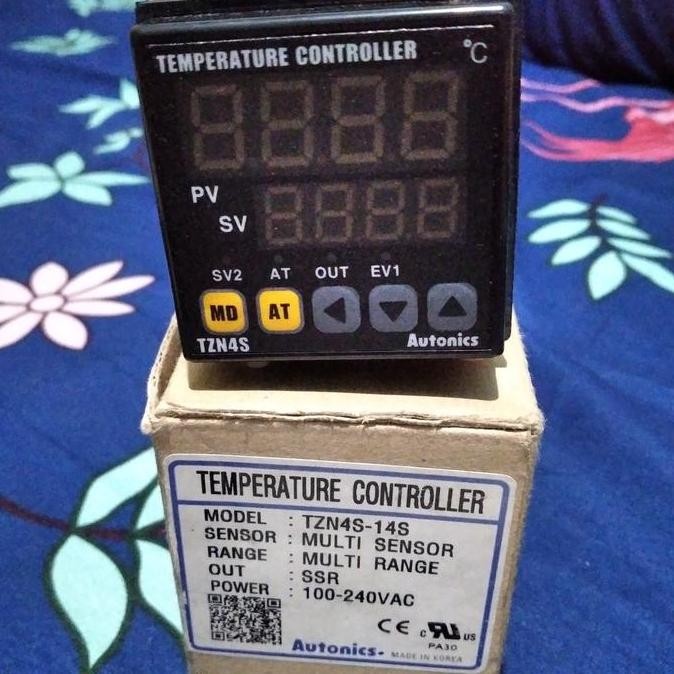 TEMPERATURE CONTROLLER °C
PV
SV
SV2 AT OUT EV1
MD AT
TZN4S Autonics
TEMPERATURE CONTROLLER
MODEL : TZN4S-14S
SENSOR : MULTI SENSOR
RANGE : MULTI RANGE
OUT : SSR
POWER : 100-240VAC
CE c RU US
PA30
Autonics. MADE IN KOREA